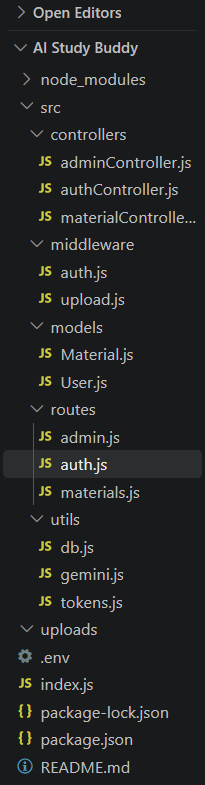 Open Editors
AI Study Buddy
node_modules
src
controllers
JS adminController.js
JS authController.js
JS materialControlle...
middleware
JS auth.js
JS upload.js
models
JS Material.js
JS User.js
routes
JS admin.js
JS auth.js
JS materials.js
utils
JS db.js
JS gemini.js
JS tokens.js
uploads
.env
JS index.js
{} package-lock.json
{} package.json
README.md